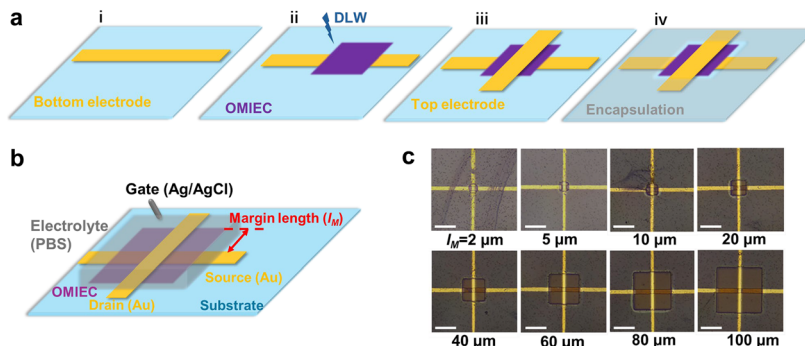 a
i
ii
DLW
iii
iv
Bottom electrode
OMIEC
Top electrode
Encapsulation
b
Gate (Ag/AgCl)
Electrolyte
(PBS)
Margin length (lM)
OMIEC
Source (Au)
Drain (Au)
Substrate
c
lM=2 μm
5 μm
10 μm
20 μm
40 μm
60 μm
80 μm
100 μm